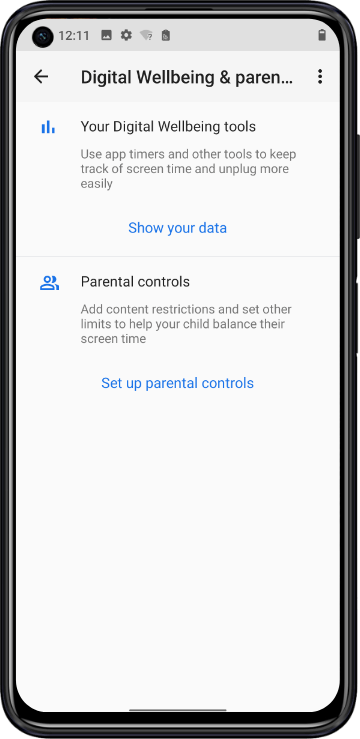 12:11
Digital Wellbeing & paren...
Your Digital Wellbeing tools
Use app timers and other tools to keep
track of screen time and unplug more
easily
Show your data
Parental controls
Add content restrictions and set other
limits to help your child balance their
screen time
Set up parental controls